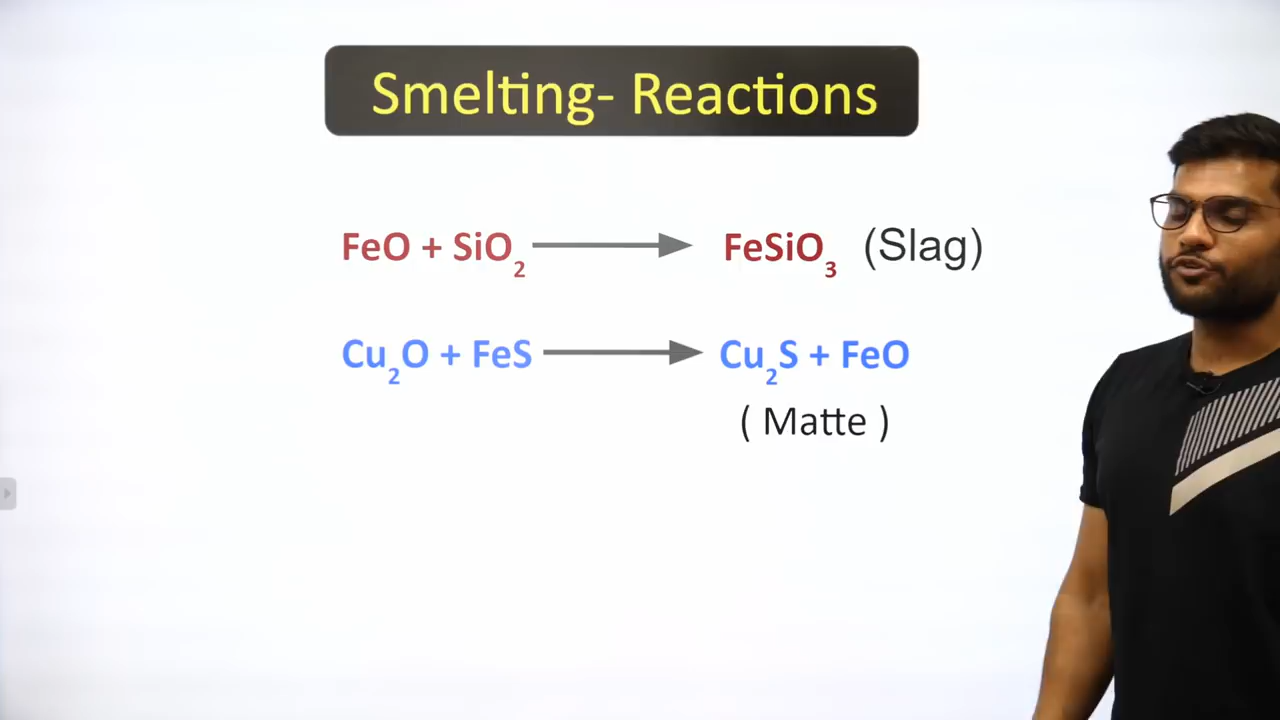 Smelting- Reactions
FeO + SiO₂ → FeSiO₃ (Slag)
Cu₂O + FeS → Cu₂S + FeO
( Matte )